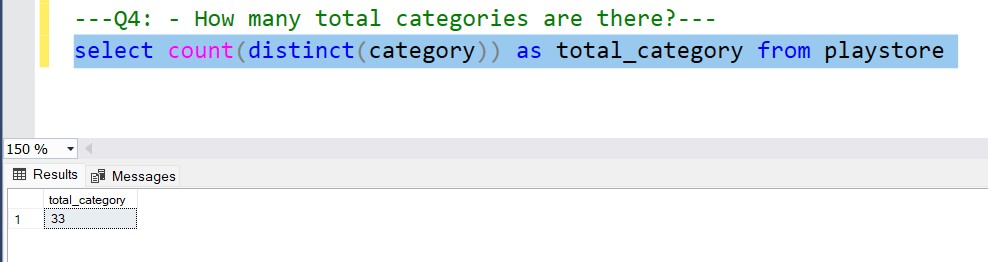 ---Q4: - How many total categories are there?---
select count(distinct(category)) as total_category from playstore
150 %
Results Messages
total_category
1 33